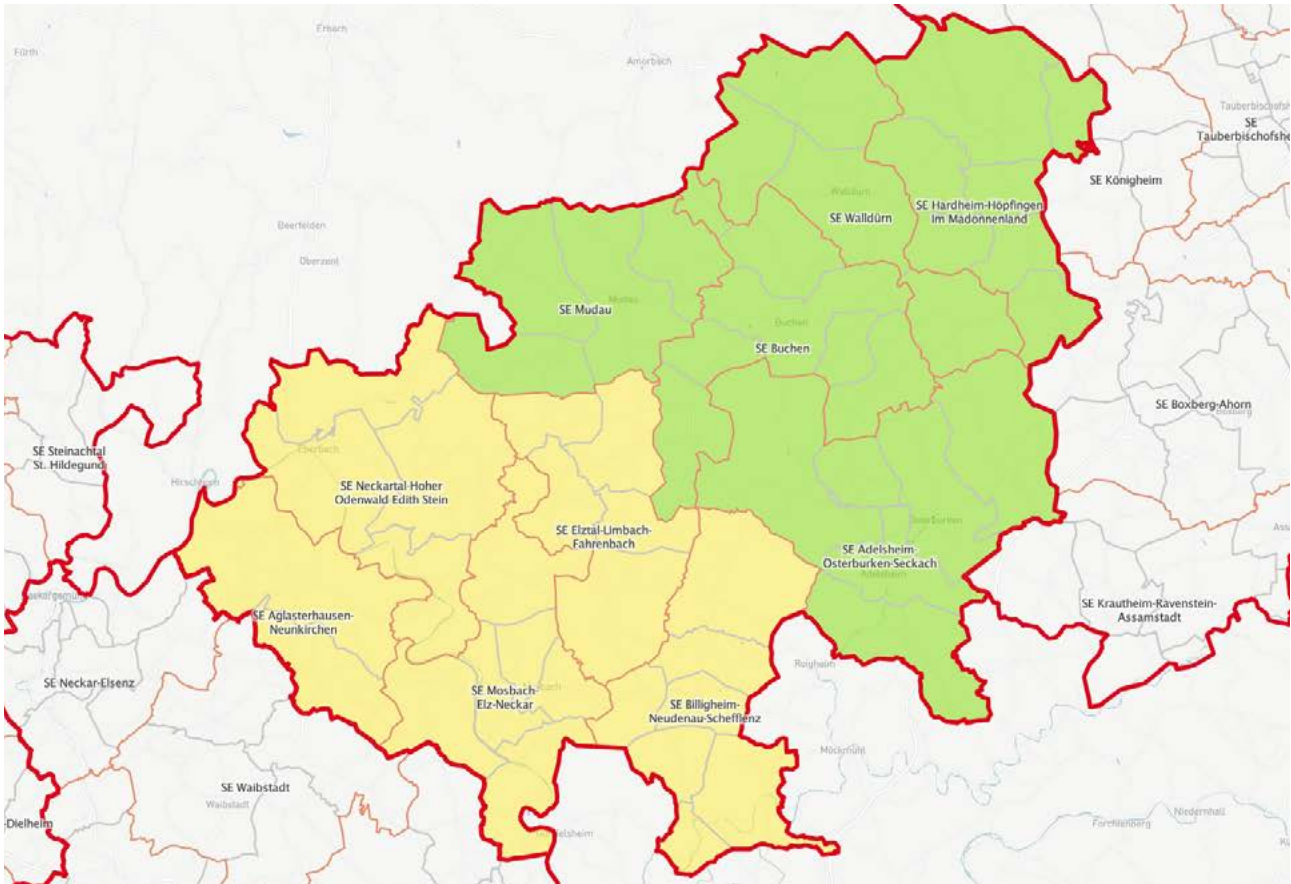 Fürth
Erbach
Amorbach
Tauberbischofsh
SE
Tauberbischofshe
SE Königheim
Walldürn
SE Walldürn
SE Hardheim-Höpfingen
Im Madonnenland
Beerfelden
Oberzent
Mudau
SE Mudau
Buchen
SE Buchen
SE Boxberg-Ahorn
Boxberg
SE Steinachtal
St. Hildegund
Hirschhorn
Eberbach
SE Neckartal-Hoher
Odenwald Edith Stein
SE Elztal-Limbach-
Fahrenbach
Osterburken
SE Adelsheim-
Osterburken-Seckach
Adelsheim
SE Krautheim-Ravenstein-
Assamstadt
SE Aglasterhausen-
Neunkirchen
SE Neckar-Elsenz
SE Mosbach-
Elz-Neckar
SE Billigheim-
Neudenau-Schefflenz
Roigheim
Möckmühl
SE Waibstadt
Waibstadt
-Dielheim
Forchtenberg
Niedernhall